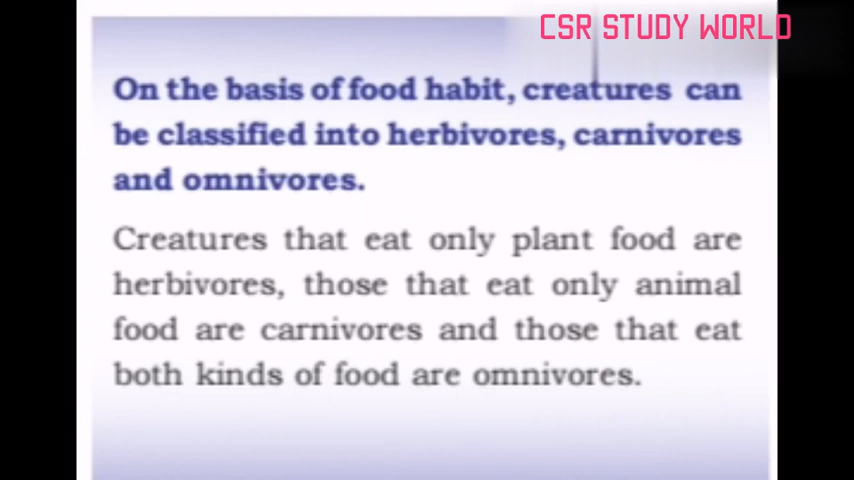 CSR STUDY WORLD
On the basis of food habit, creatures can
be classified into herbivores, carnivores
and omnivores.
Creatures that eat only plant food are
herbivores, those that eat only animal
food are carnivores and those that eat
both kinds of food are omnivores.